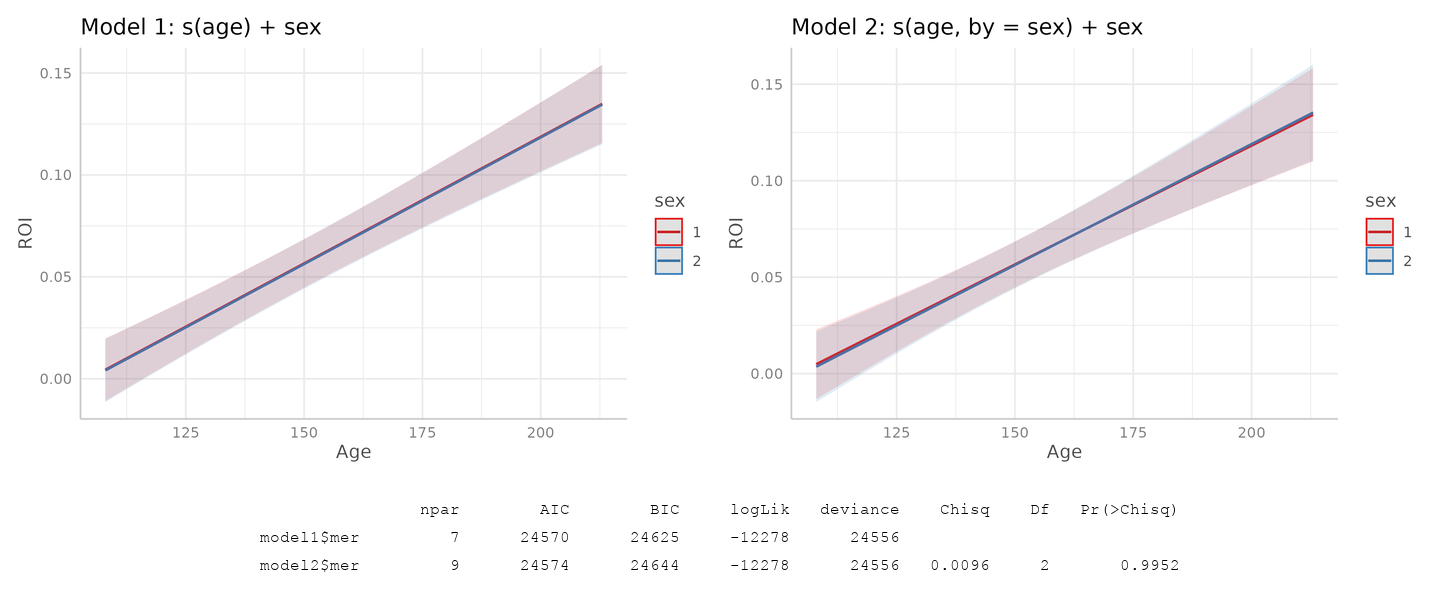 Model 1: s(age) + sex
0.15
0.10
0.05
0.00
ROI
125 150 175 200
Age
sex
1
2
Model 2: s(age, by = sex) + sex
0.15
0.10
0.05
0.00
ROI
125 150 175 200
Age
sex
1
2
npar AIC BIC logLik deviance Chisq Df Pr(>Chisq)
model1$mer 7 24570 24625 -12278 24556
model2$mer 9 24574 24644 -12278 24556 0.0096 2 0.9952